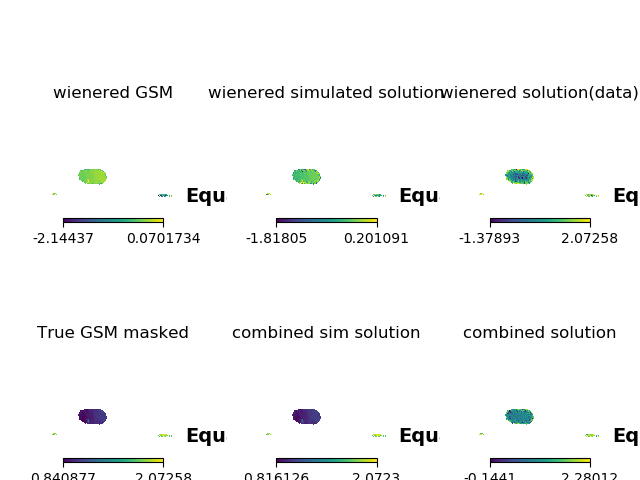 wienered GSM wienered simulated solution wienered solution(data)
Equ Equ Eq
-2.14437 0.0701734 -1.81805 0.201091 -1.37893 2.07258
True GSM masked combined sim solution combined solution
Equ Equ Eq
0.840877 2.07258 0.816126 2.0723 -0.1441 2.28012